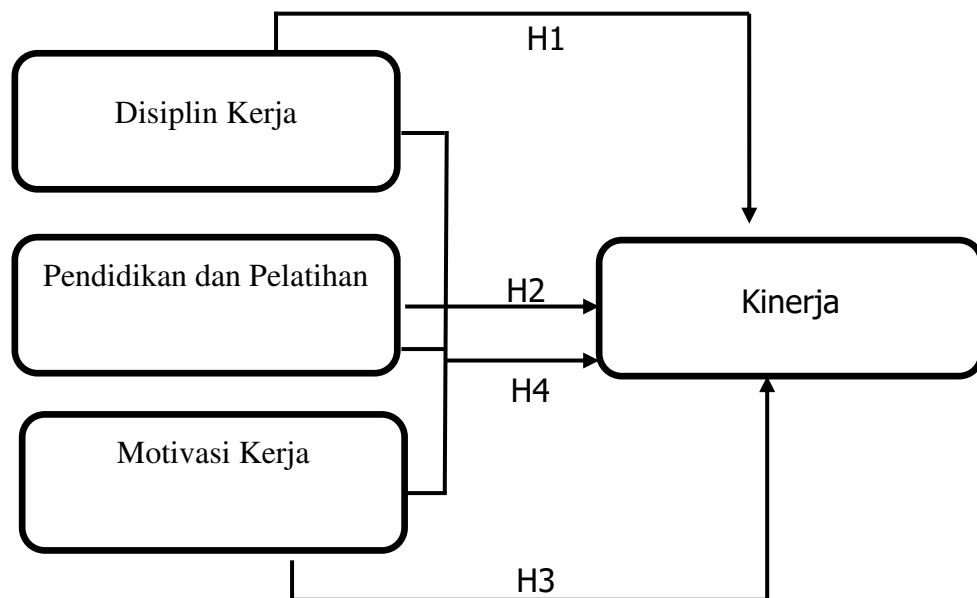 H1
Disiplin Kerja
Pendidikan dan Pelatihan
H2
Kinerja
H4
Motivasi Kerja
H3